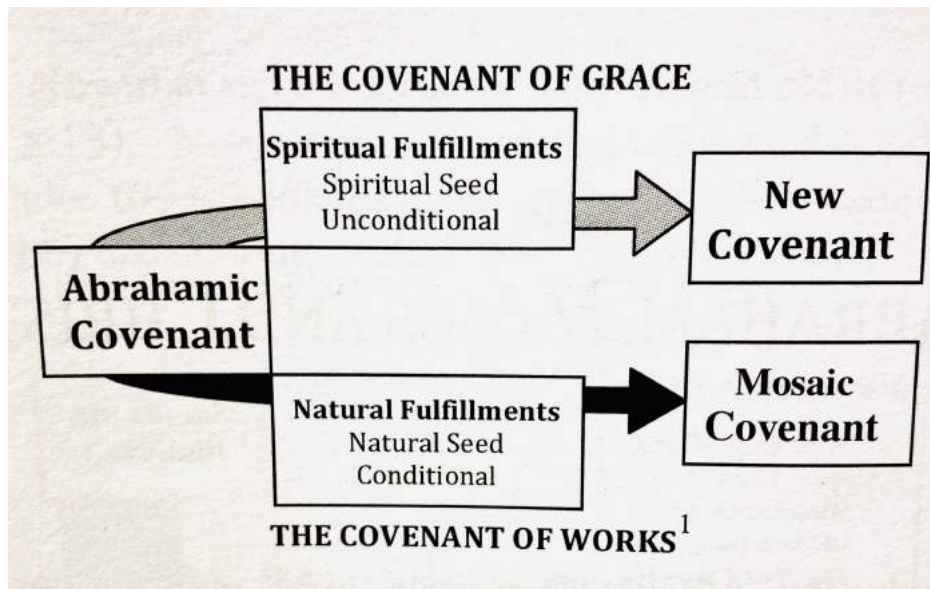 THE COVENANT OF GRACE
Spiritual Fulfillments
Spiritual Seed
Unconditional
New
Covenant
Abrahamic
Covenant
Mosaic
Covenant
Natural Fulfillments
Natural Seed
Conditional
THE COVENANT OF WORKS¹